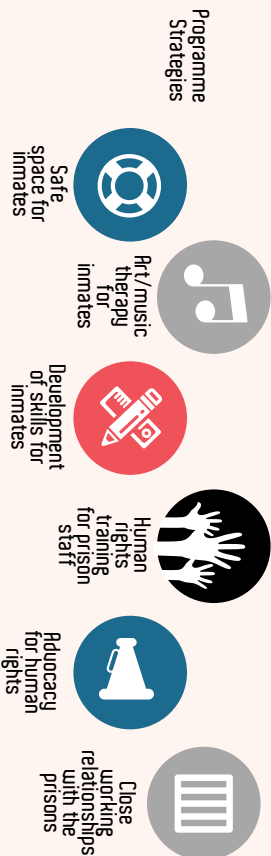 Programme
Strategies
Safe
space for
inmates
Art/music
therapy
for
inmates
Development
of skills for
inmates
Human
rights
training
for prison
staff
Advocacy
for human
rights
Close
working
relationships
with the
prisons